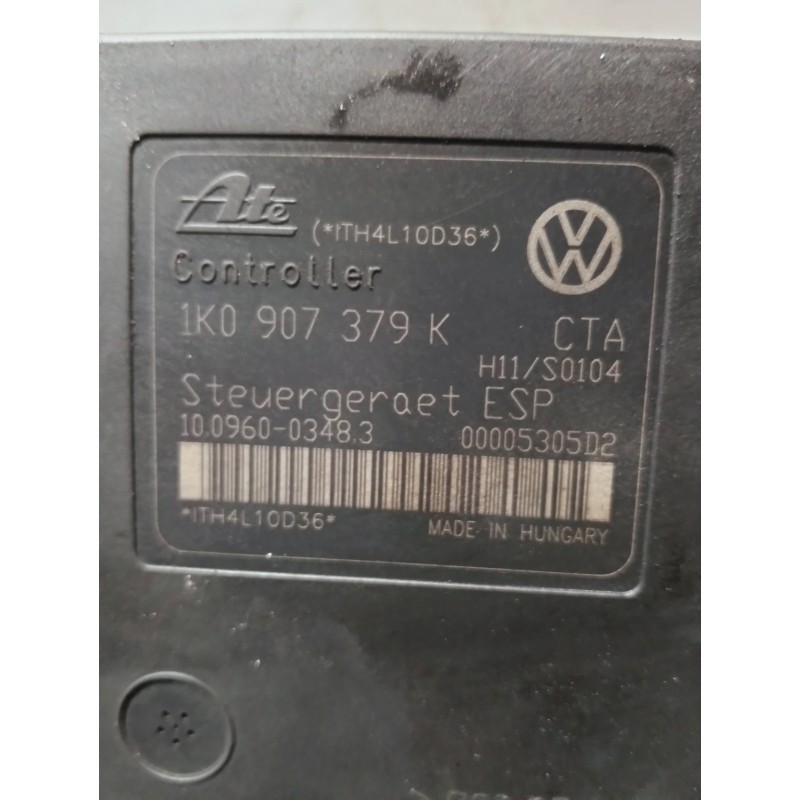 Ate (*ITH4L10D36*)
Controller
1K0 907 379 K CTA
H11/S0104
Steuergeraet ESP
10.0960-0348.3 00005305D2
*ITH4L10D36* MADE IN HUNGARY